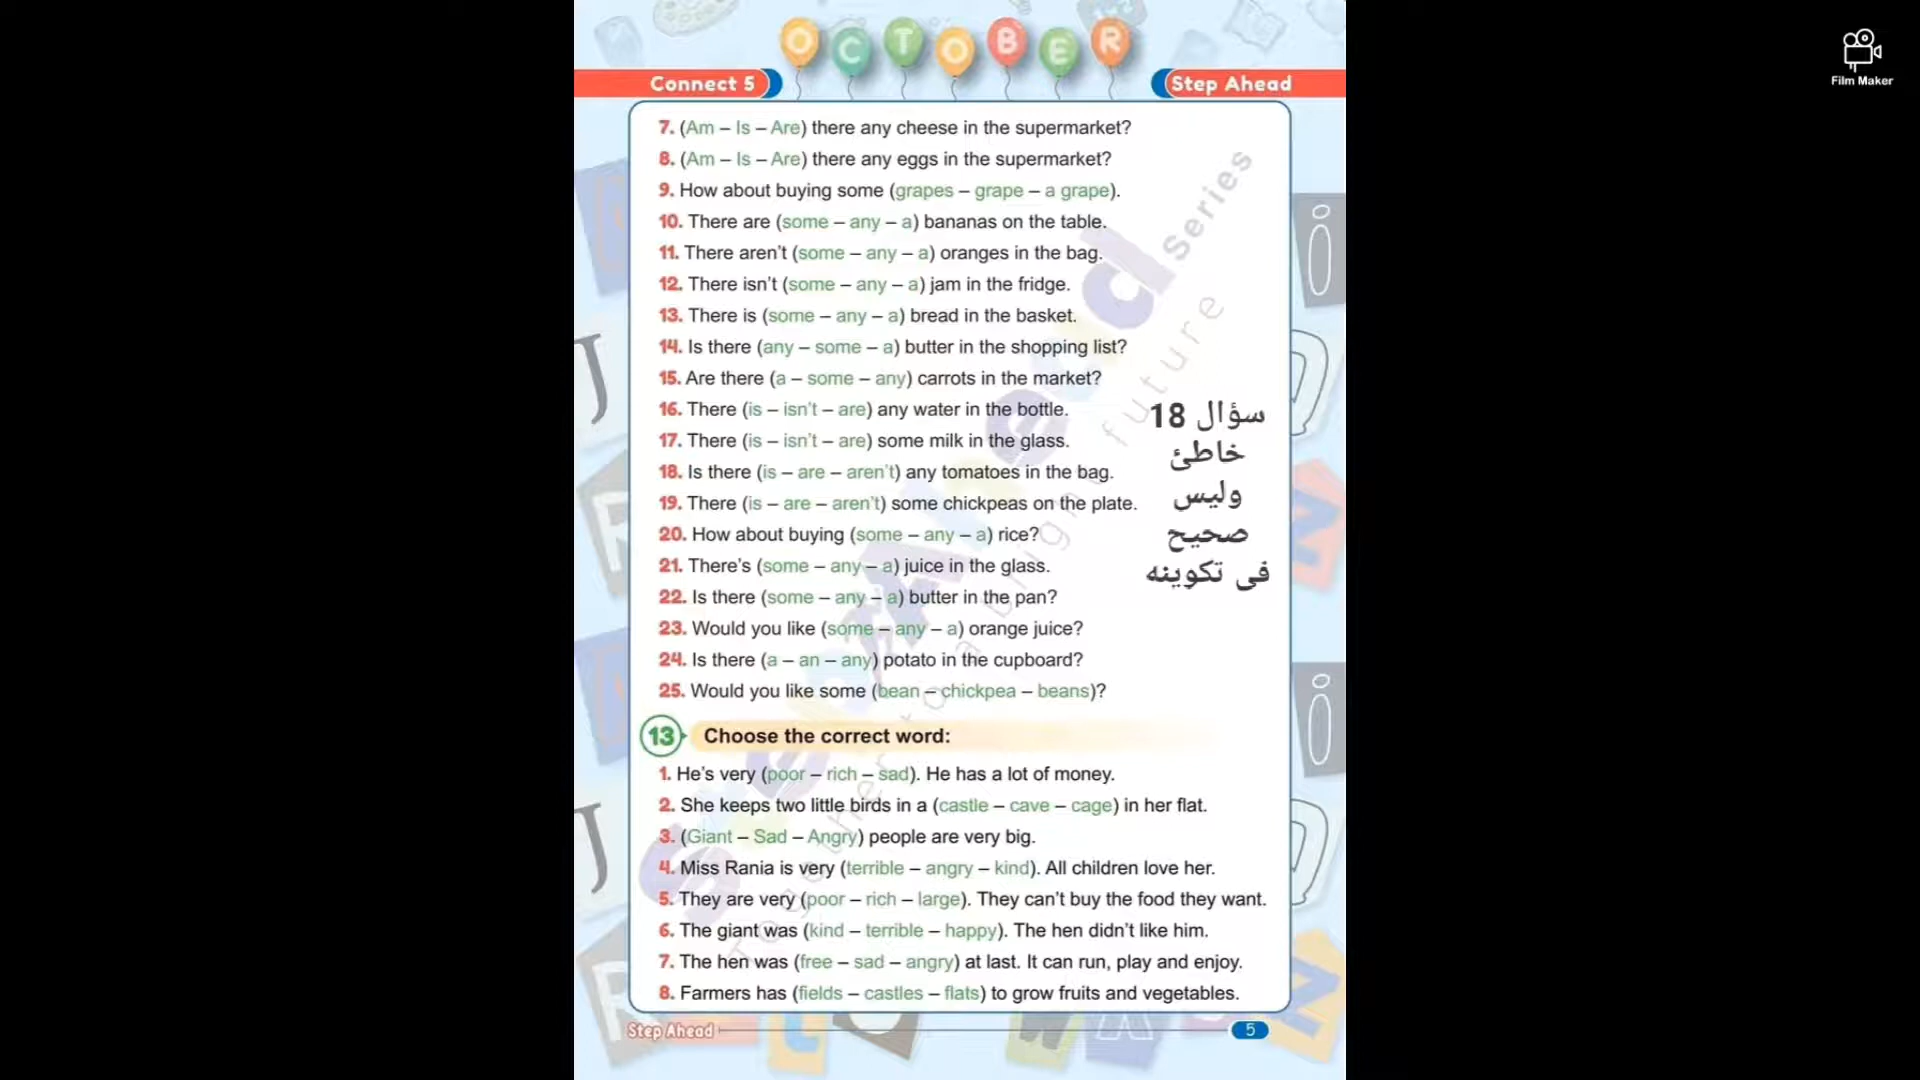 OCTOBER
Film Maker
Connect 5
Step Ahead
7. (Am – Is – Are) there any cheese in the supermarket?
8. (Am – Is – Are) there any eggs in the supermarket?
9. How about buying some (grapes – grape – a grape).
10. There are (some – any – a) bananas on the table.
11. There aren't (some – any – a) oranges in the bag.
12. There isn't (some – any – a) jam in the fridge.
13. There is (some – any – a) bread in the basket.
14. Is there (any – some – a) butter in the shopping list?
15. Are there (a – some – any) carrots in the market?
16. There (is – isn't – are) any water in the bottle.
17. There (is – isn't – are) some milk in the glass.
18. Is there (is – are – aren't) any tomatoes in the bag.
19. There (is – are – aren't) some chickpeas on the plate.
20. How about buying (some – any – a) rice?
21. There's (some – any – a) juice in the glass.
22. Is there (some – any – a) butter in the pan?
23. Would you like (some – any – a) orange juice?
24. Is there (a – an – any) potato in the cupboard?
25. Would you like some (bean – chickpea – beans)?
سؤال 18
خاطئ
وليس
صحيح
فى تكوينه
13 Choose the correct word:
1. He's very (poor – rich – sad). He has a lot of money.
2. She keeps two little birds in a (castle – cave – cage) in her flat.
3. (Giant – Sad – Angry) people are very big.
4. Miss Rania is very (terrible – angry – kind). All children love her.
5. They are very (poor – rich – large). They can't buy the food they want.
6. The giant was (kind – terrible – happy). The hen didn't like him.
7. The hen was (free – sad – angry) at last. It can run, play and enjoy.
8. Farmers has (fields – castles – flats) to grow fruits and vegetables.
Step Ahead
5
Step Ahead Series
Together to a bright future